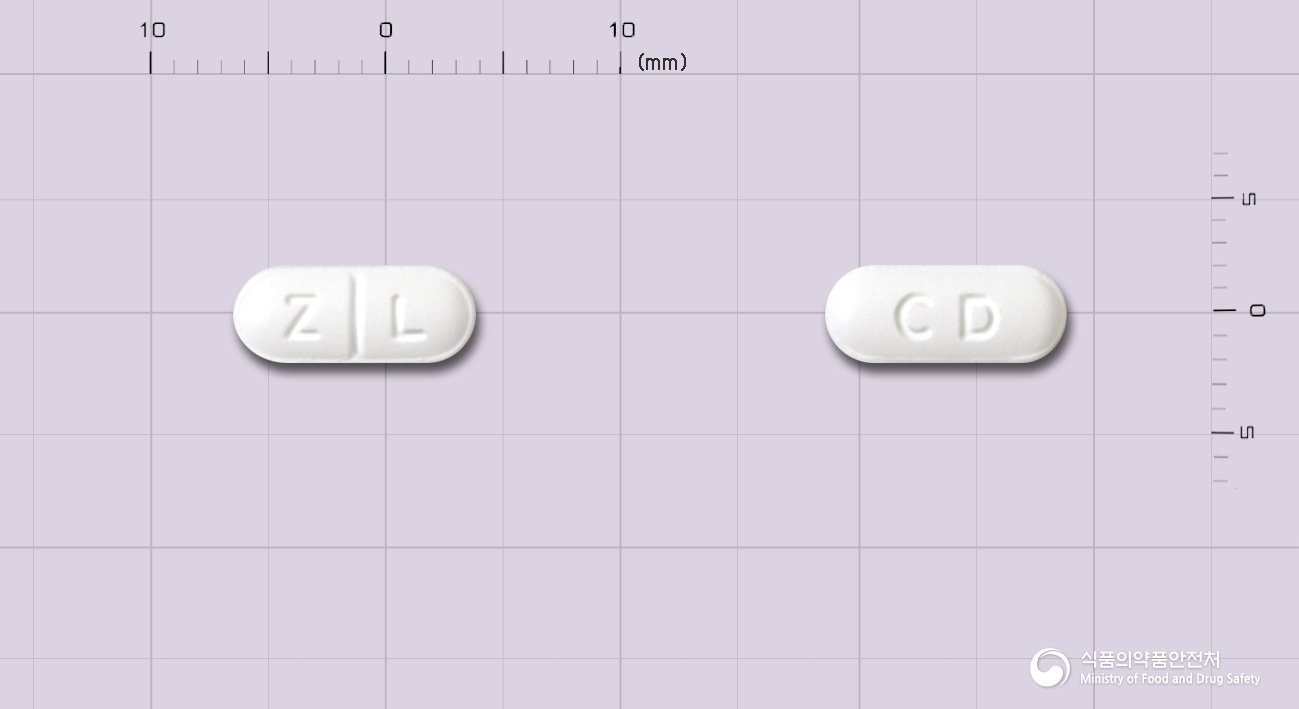 10 0 10
(mm)
5
Z L
C D
0
5
식품의약품안전처
Ministry of Food and Drug Safety